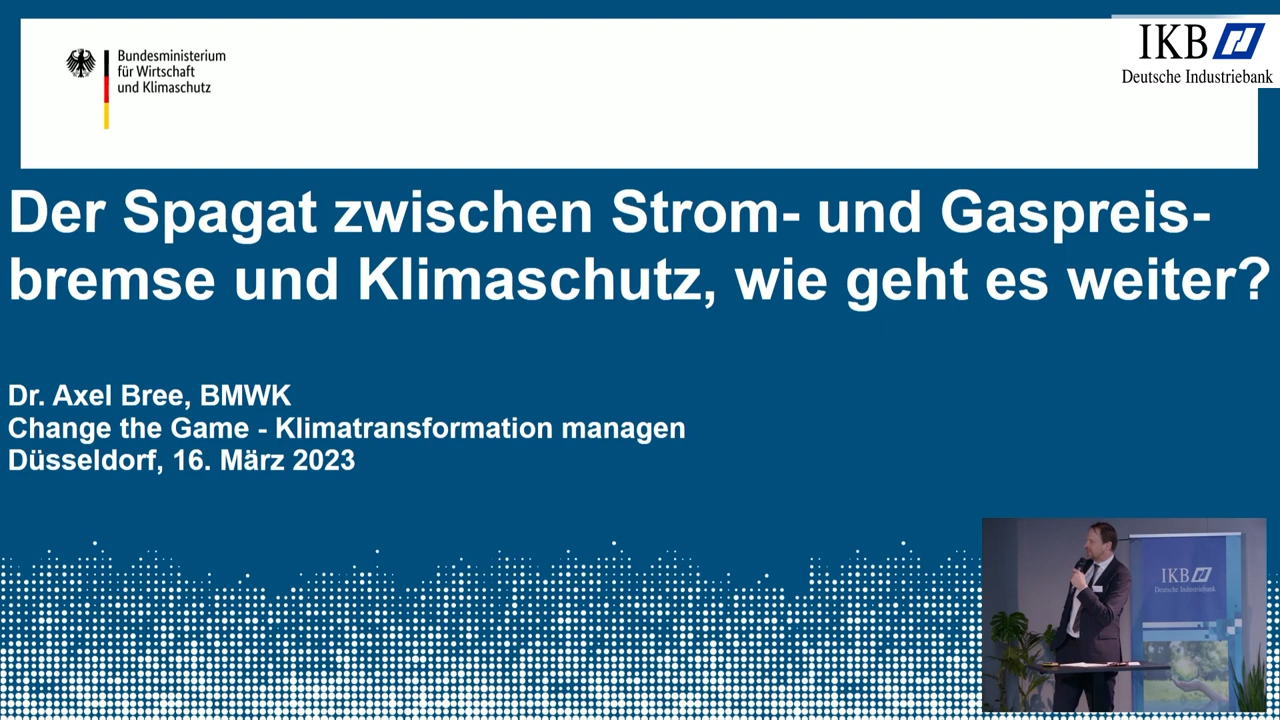 Bundesministerium
für Wirtschaft
und Klimaschutz
IKB
Deutsche Industriebank
Der Spagat zwischen Strom- und Gaspreis-
bremse und Klimaschutz, wie geht es weiter?
Dr. Axel Bree, BMWK
Change the Game - Klimatransformation managen
Düsseldorf, 16. März 2023
IKB
Deutsche Industriebank